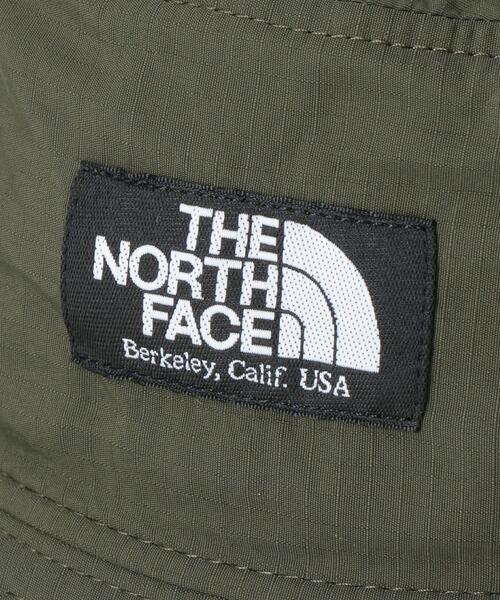 THE
NORTH
FACE
Berkeley, Calif. USA